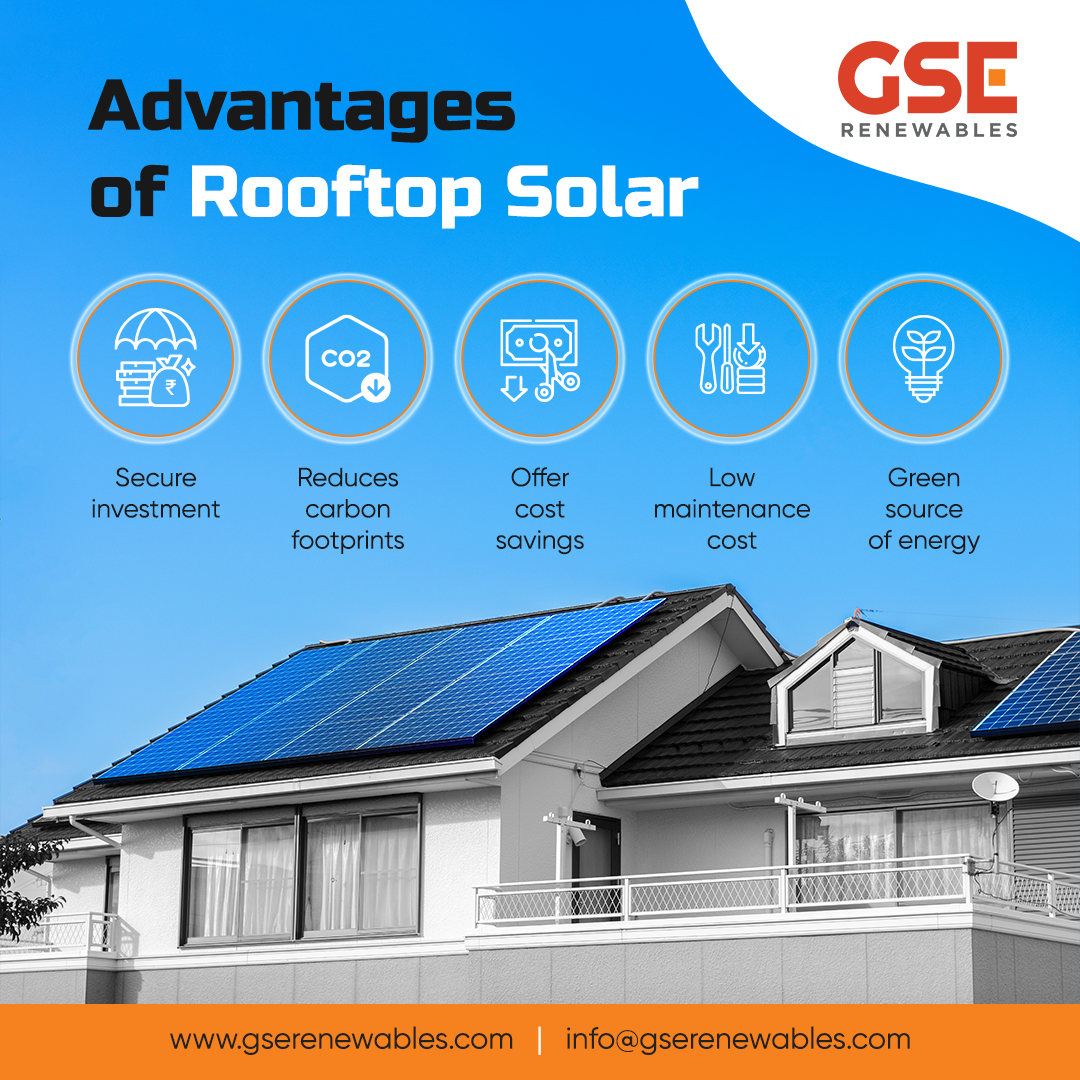 GSE
RENEWABLES
Advantages
of Rooftop Solar
₹
CO2
Secure
investment
Reduces
carbon
footprints
Offer
cost
savings
Low
maintenance
cost
Green
source
of energy
www.gserenewables.com | info@gserenewables.com